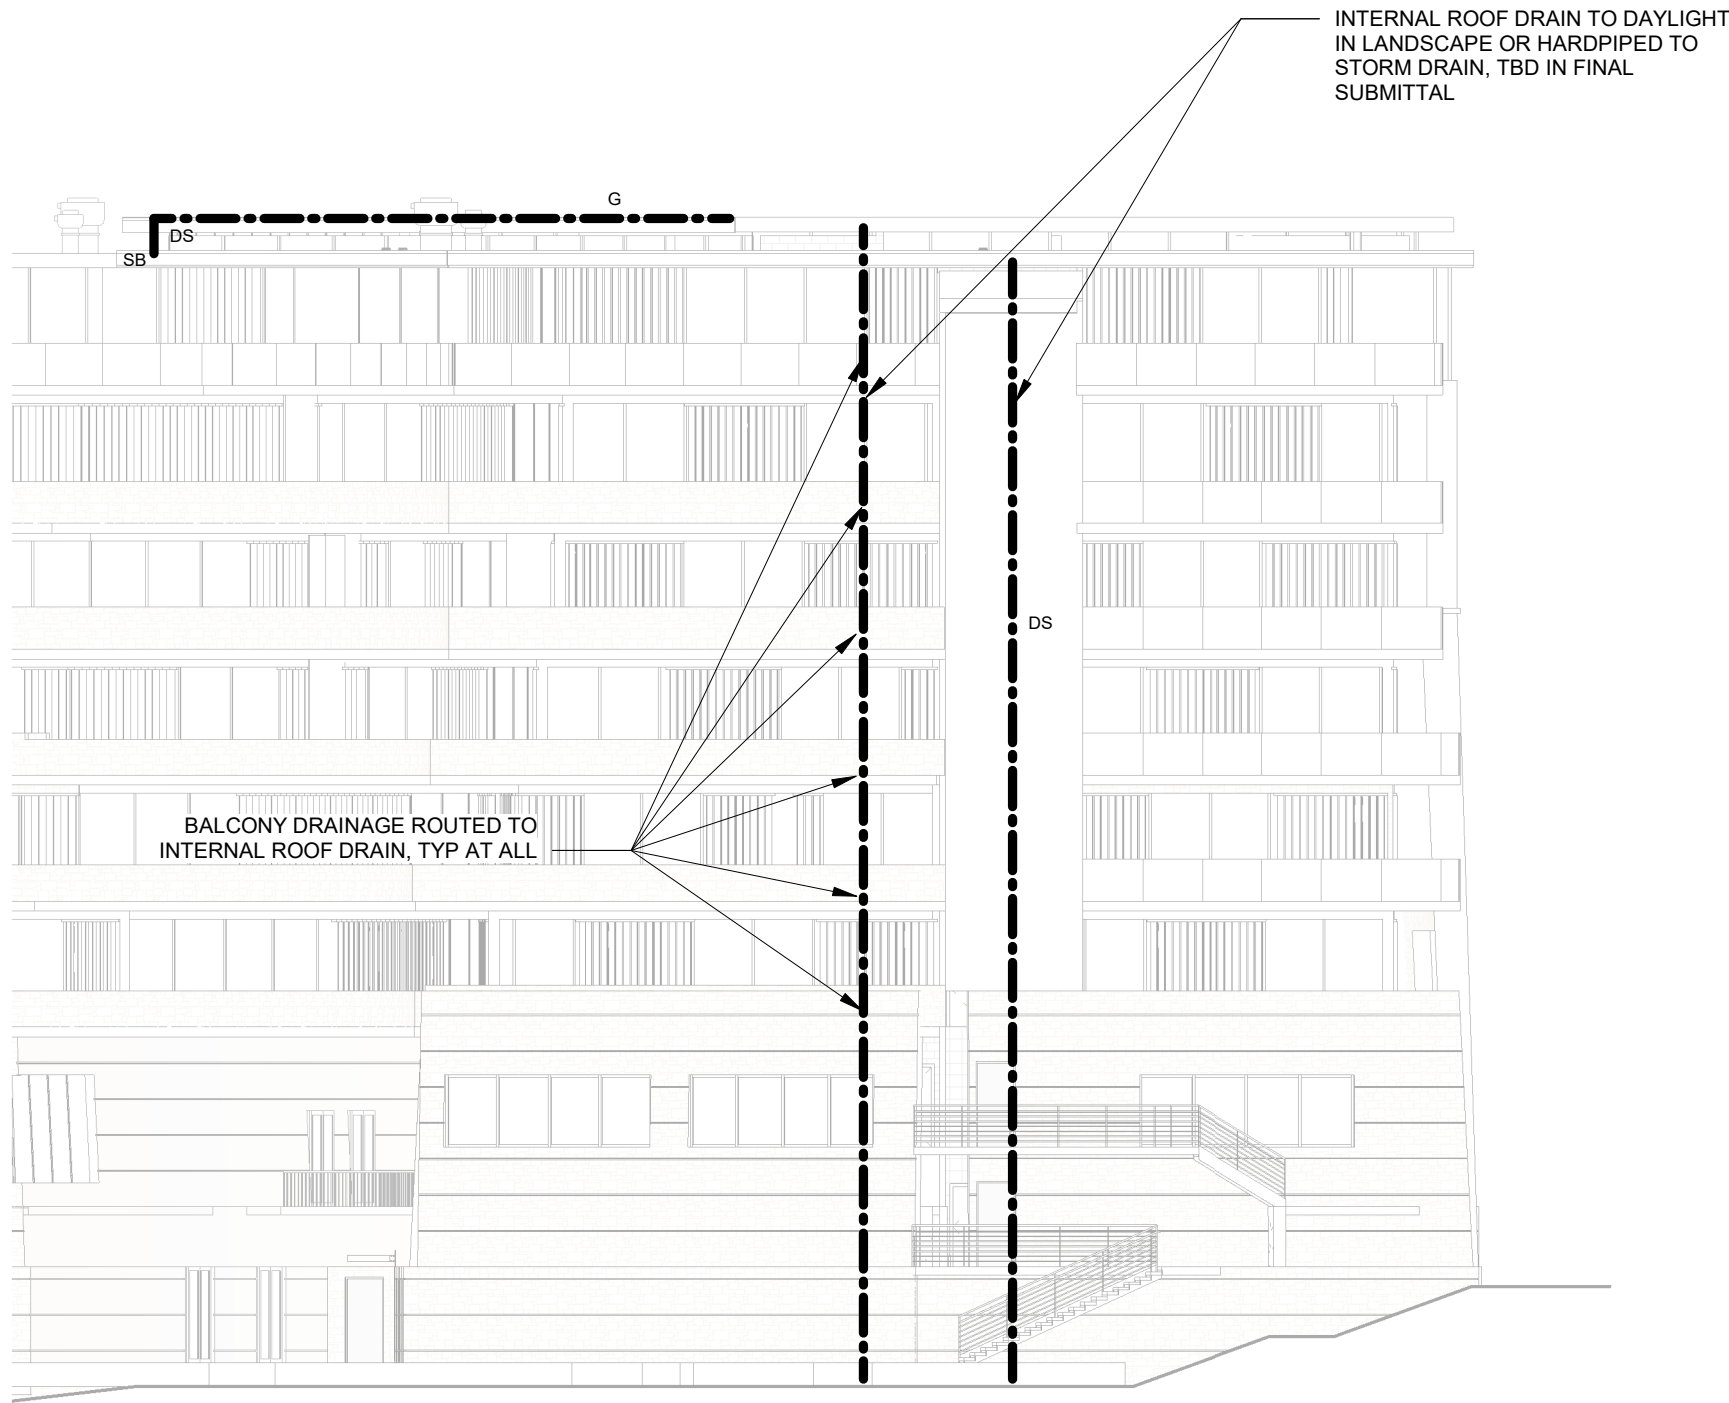 INTERNAL ROOF DRAIN TO DAYLIGHT
IN LANDSCAPE OR HARDPIPED TO
STORM DRAIN, TBD IN FINAL
SUBMITTAL
G
DS
SB
DS
BALCONY DRAINAGE ROUTED TO
INTERNAL ROOF DRAIN, TYP AT ALL